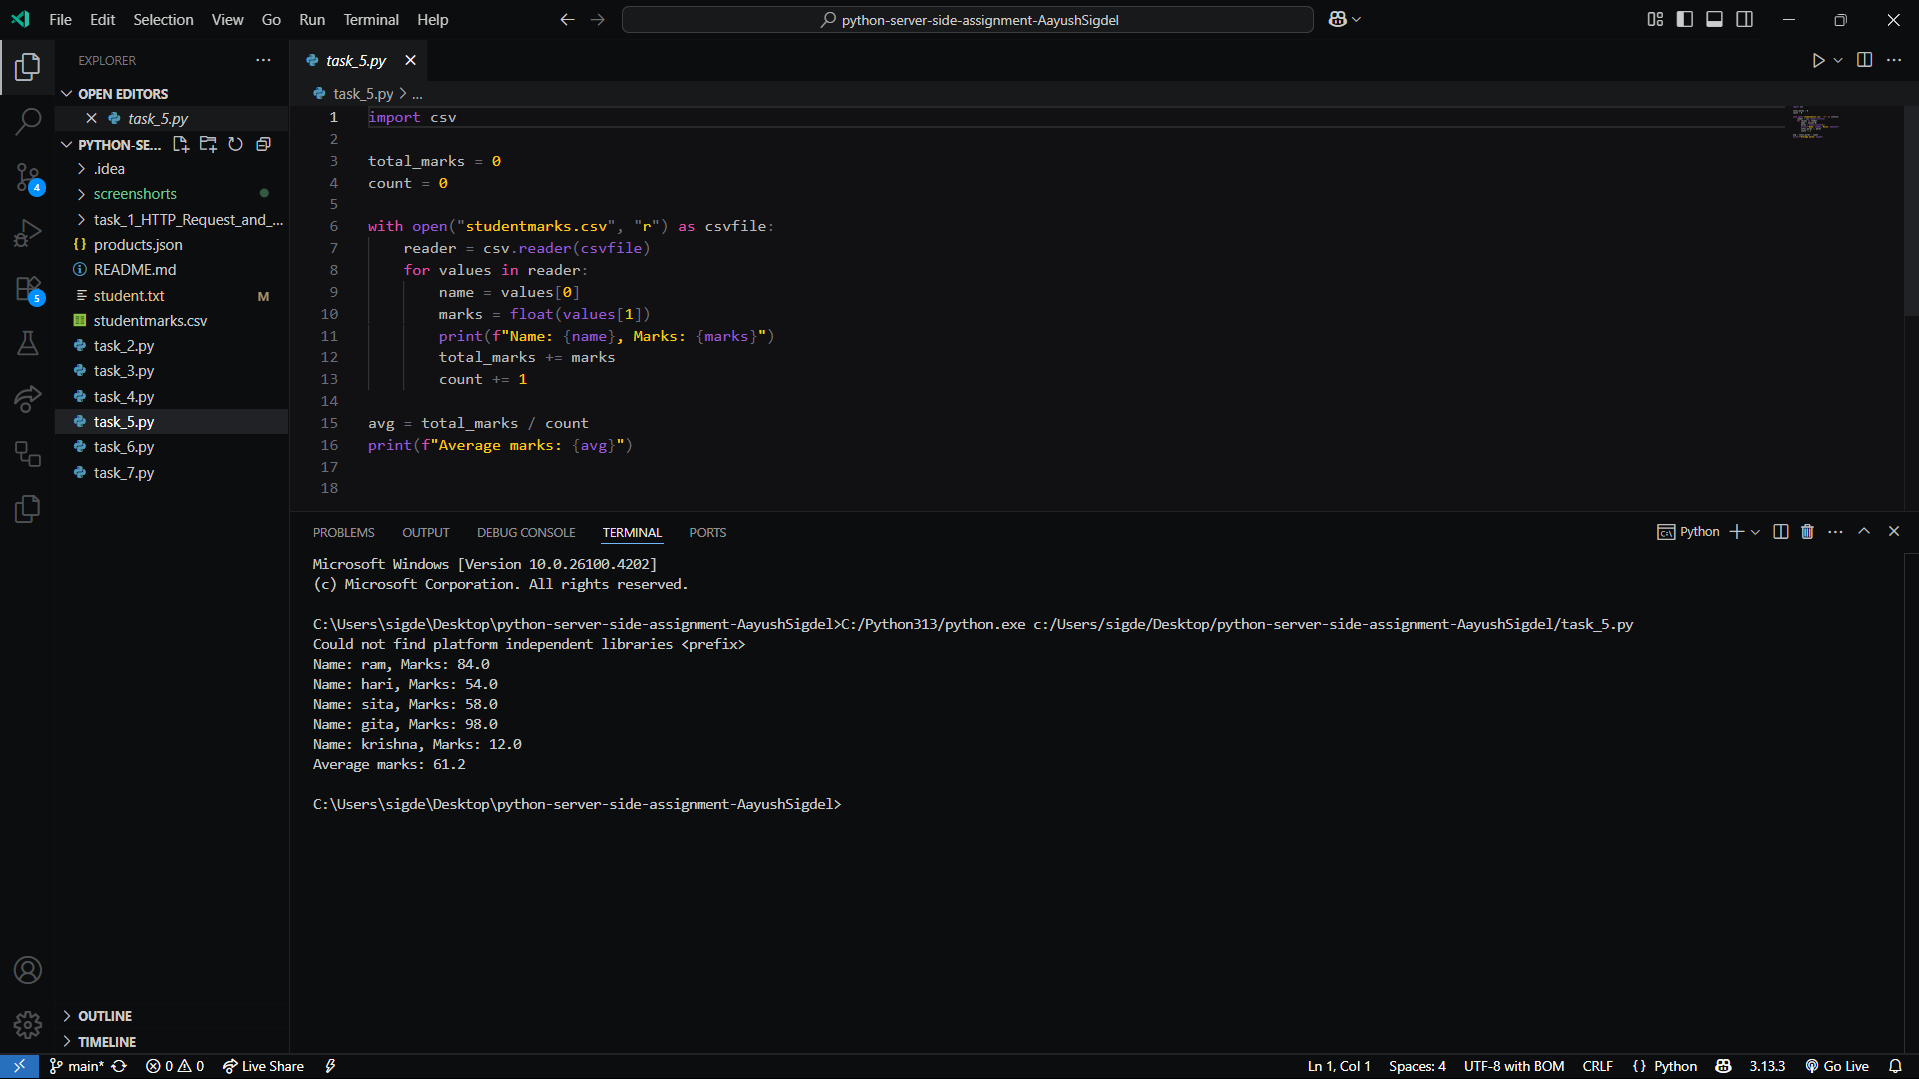 File Edit Selection View Go Run Terminal Help
python-server-side-assignment-AayushSigdel
EXPLORER
OPEN EDITORS
task_5.py
PYTHON-SE...
.idea
screenshorts
task_1_HTTP_Request_and_...
products.json
README.md
student.txt M
studentmarks.csv
task_2.py
task_3.py
task_4.py
task_5.py
task_6.py
task_7.py
OUTLINE
TIMELINE
4
5
task_5.py
task_5.py > ...
1 import csv
2
3 total_marks = 0
4 count = 0
5
6 with open("studentmarks.csv", "r") as csvfile:
7 reader = csv.reader(csvfile)
8 for values in reader:
9 name = values[0]
10 marks = float(values[1])
11 print(f"Name: {name}, Marks: {marks}")
12 total_marks += marks
13 count += 1
14
15 avg = total_marks / count
16 print(f"Average marks: {avg}")
17
18
PROBLEMS OUTPUT DEBUG CONSOLE TERMINAL PORTS
Python
Microsoft Windows [Version 10.0.26100.4202]
(c) Microsoft Corporation. All rights reserved.
C:\Users\sigde\Desktop\python-server-side-assignment-AayushSigdel>C:/Python313/python.exe c:/Users/sigde/Desktop/python-server-side-assignment-AayushSigdel/task_5.py
Could not find platform independent libraries <prefix>
Name: ram, Marks: 84.0
Name: hari, Marks: 54.0
Name: sita, Marks: 58.0
Name: gita, Marks: 98.0
Name: krishna, Marks: 12.0
Average marks: 61.2
C:\Users\sigde\Desktop\python-server-side-assignment-AayushSigdel>
main* 0 0 Live Share
Ln 1, Col 1 Spaces: 4 UTF-8 with BOM CRLF {} Python 3.13.3 Go Live